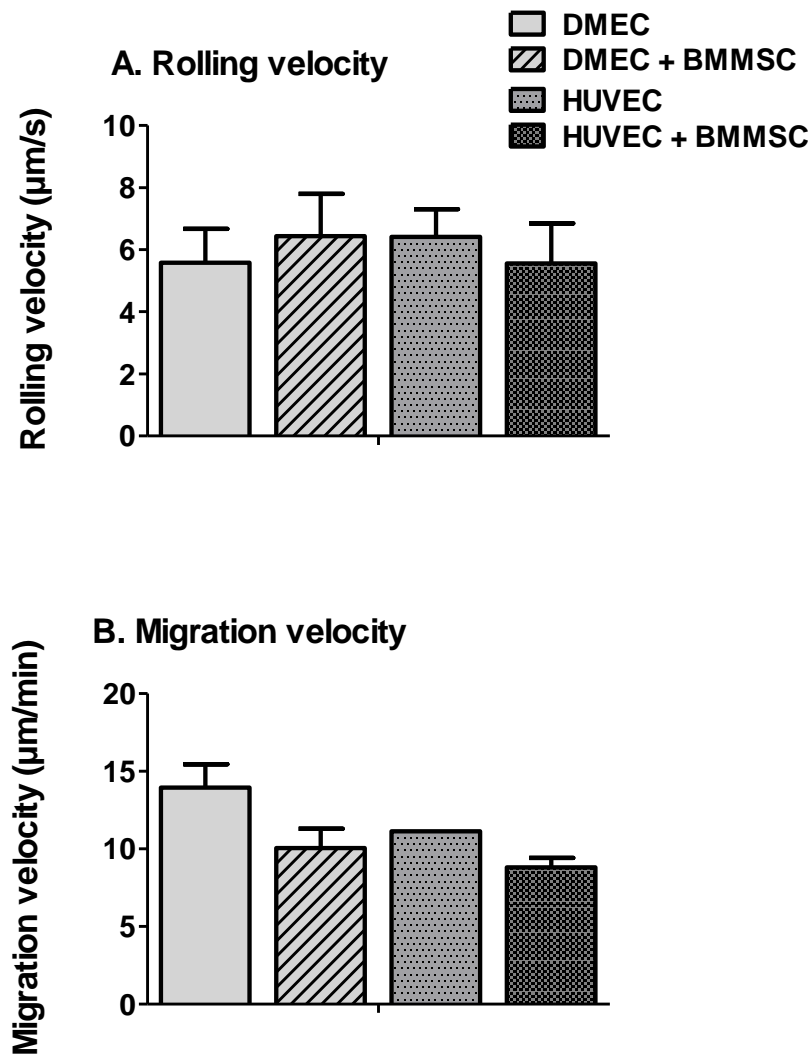 DMEC
DMEC + BMMSC
HUVEC
HUVEC + BMMSC
A. Rolling velocity
Rolling velocity (µm/s)
10
8
6
4
2
0
B. Migration velocity
Migration velocity (µm/min)
20
15
10
5
0